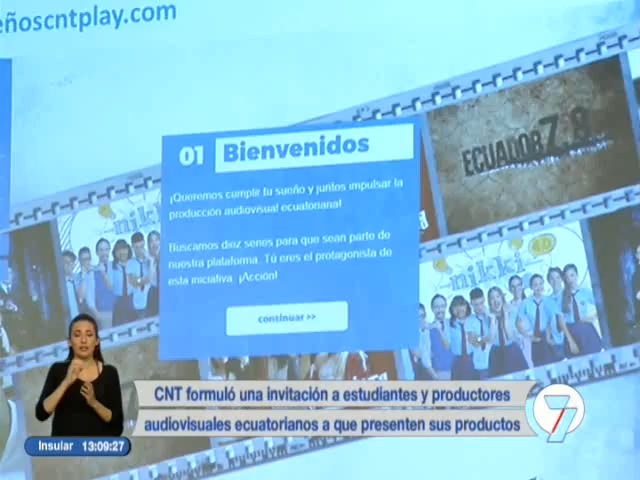 eñoscntplay.com
01 Bienvenidos
¡Queremos cumplir tu sueño y juntos impulsar la
producción audiovisual ecuatoriana!
Buscamos diez series para que sean parte de
nuestra plataforma. Tú eres el protagonista de
esta iniciativa. ¡Acción!
continuar >>
ECUADOR 7.8
nikki
nikki
CNT formuló una invitación a estudiantes y productores
audiovisuales ecuatorianos a que presenten sus productos
7
Insular 13:09:27